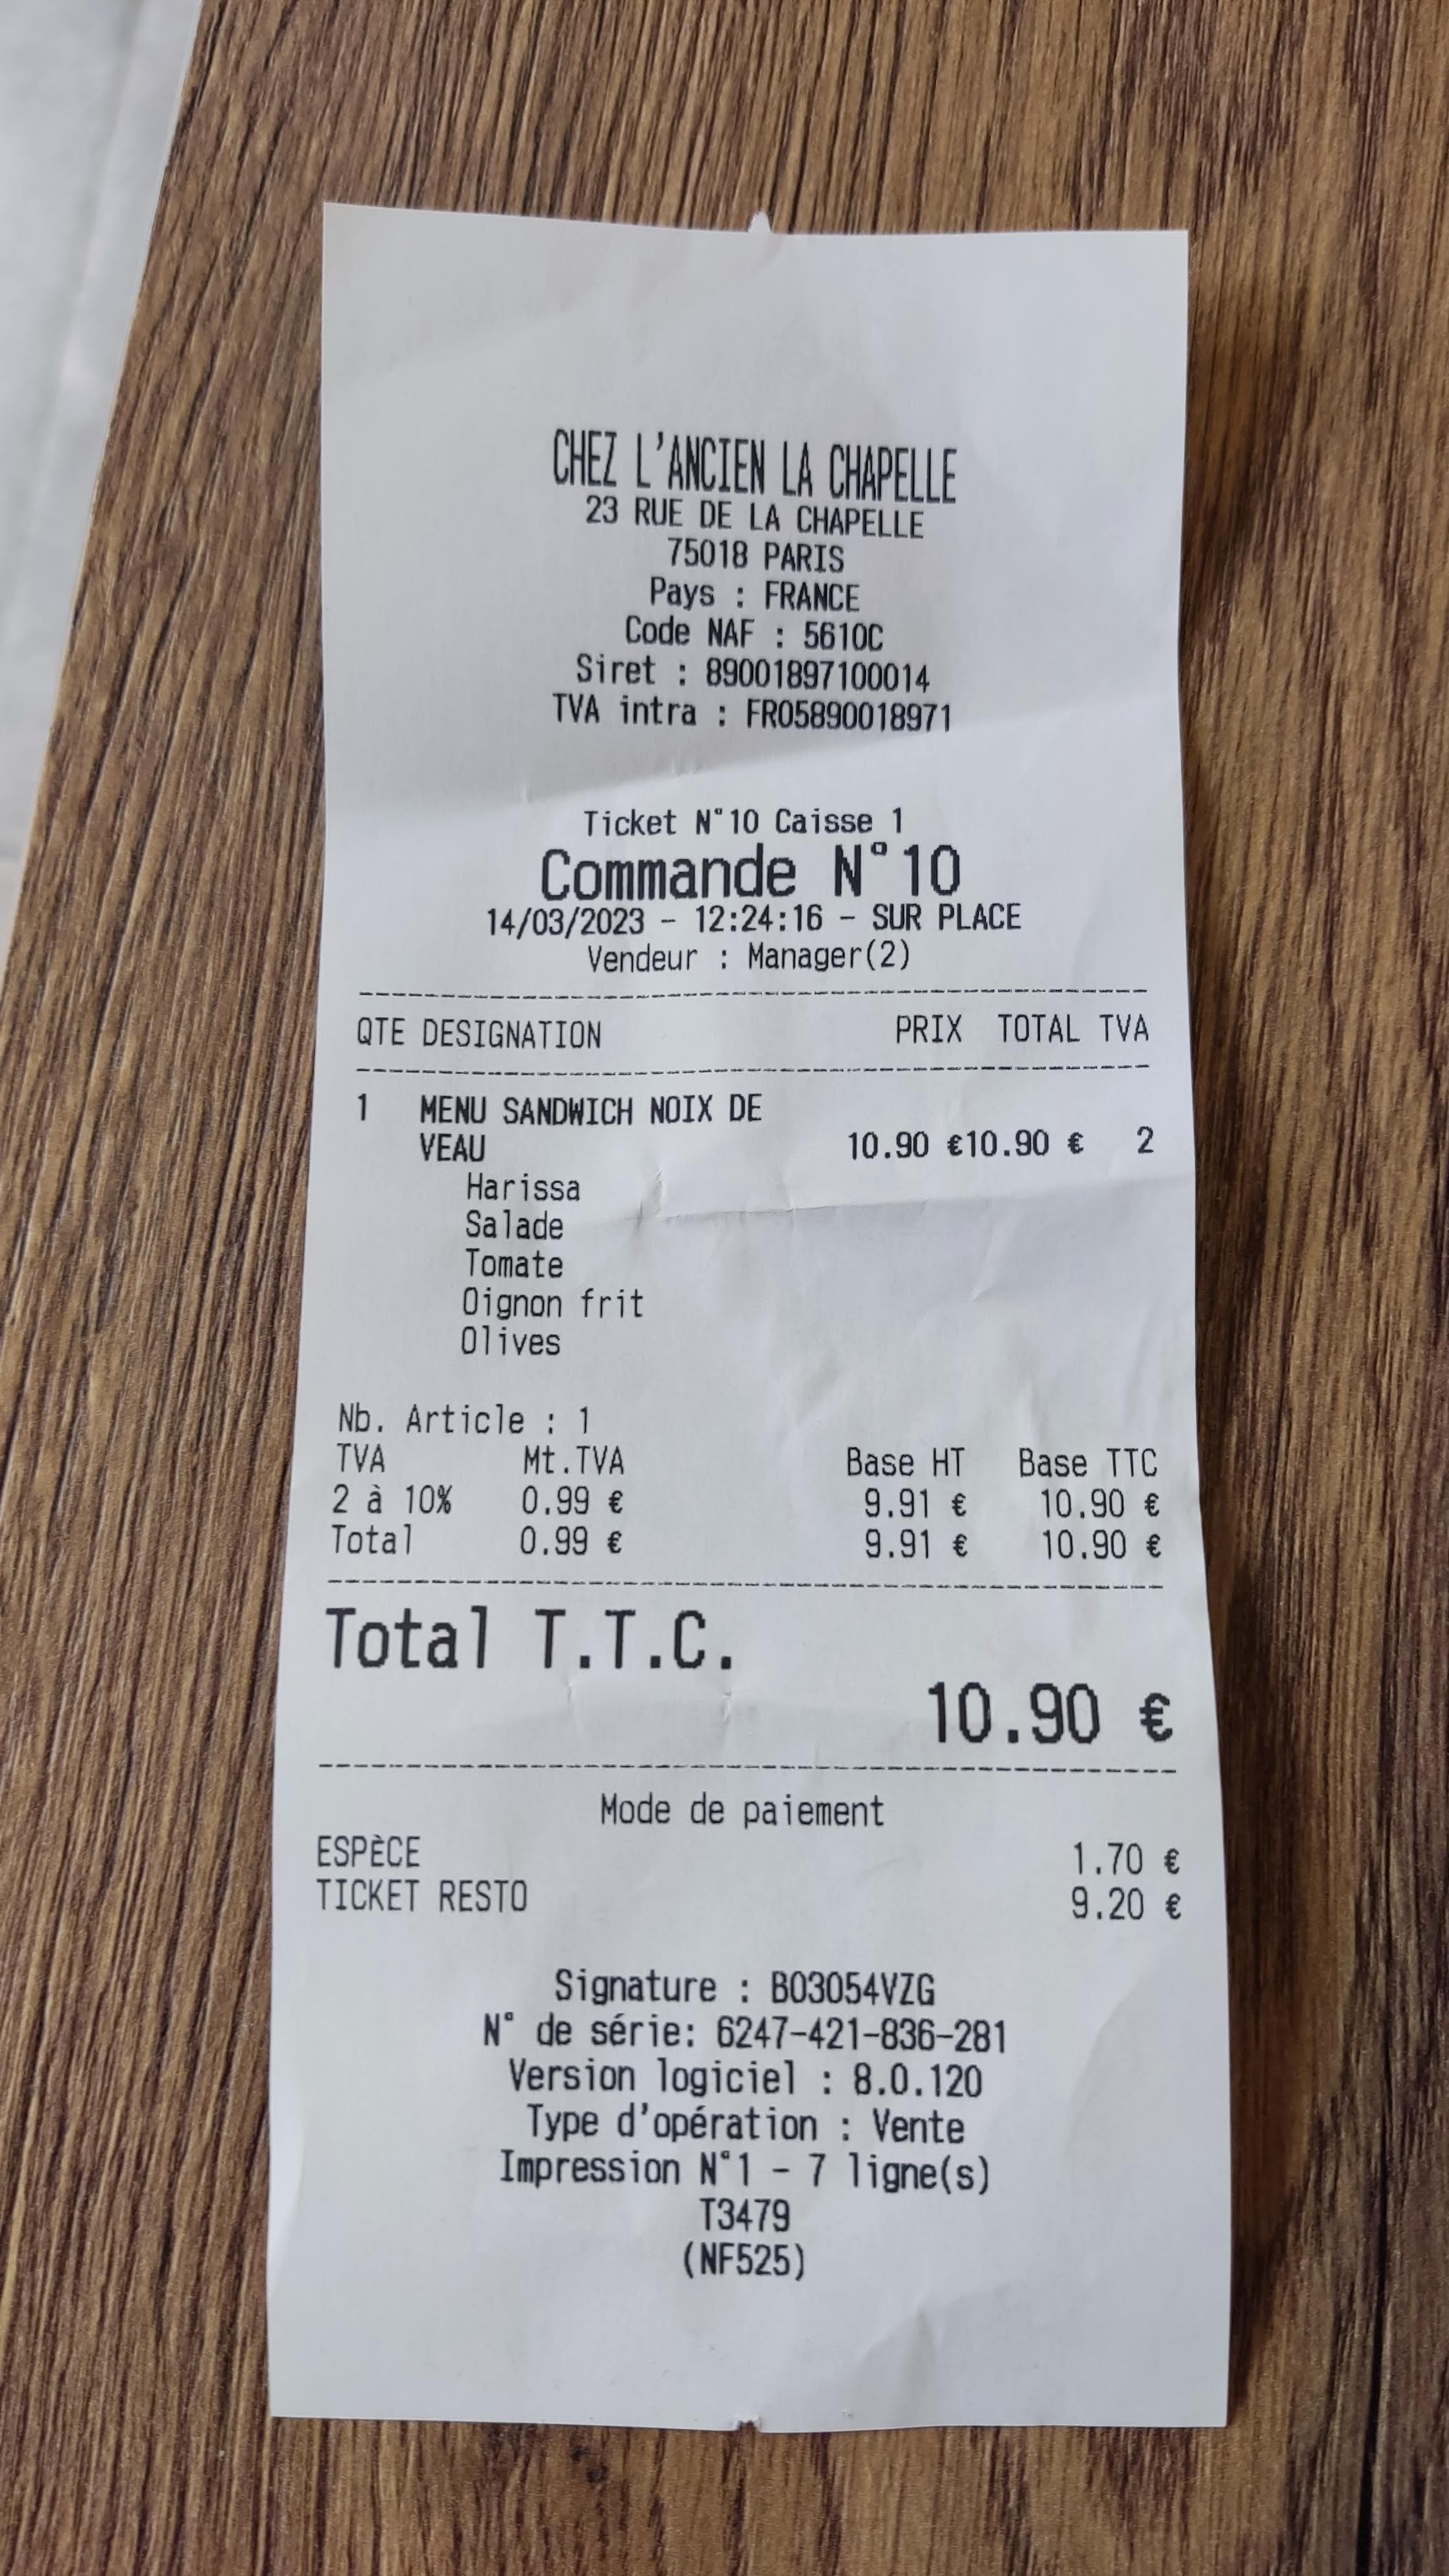 CHEZ L'ANCIEN LA CHAPELLE
23 RUE DE LA CHAPELLE
75018 PARIS
Pays : FRANCE
Code NAF : 5610C
Siret : 89001897100014
TVA intra : FR05890018971
Ticket N°10 Caisse 1
Commande N°10
14/03/2023 - 12:24:16 - SUR PLACE
Vendeur : Manager(2)
QTE DESIGNATION PRIX TOTAL TVA
1 MENU SANDWICH NOIX DE
VEAU 10.90 €10.90 € 2
Harissa
Salade
Tomate
Oignon frit
Olives
Nb. Article : 1
TVA Mt.TVA Base HT Base TTC
2 à 10% 0.99 € 9.91 € 10.90 €
Total 0.99 € 9.91 € 10.90 €
Total T.T.C.
10.90 €
Mode de paiement
ESPÈCE 1.70 €
TICKET RESTO 9.20 €
Signature : B03054VZG
N° de série: 6247-421-836-281
Version logiciel : 8.0.120
Type d'opération : Vente
Impression N°1 - 7 ligne(s)
T3479
(NF525)